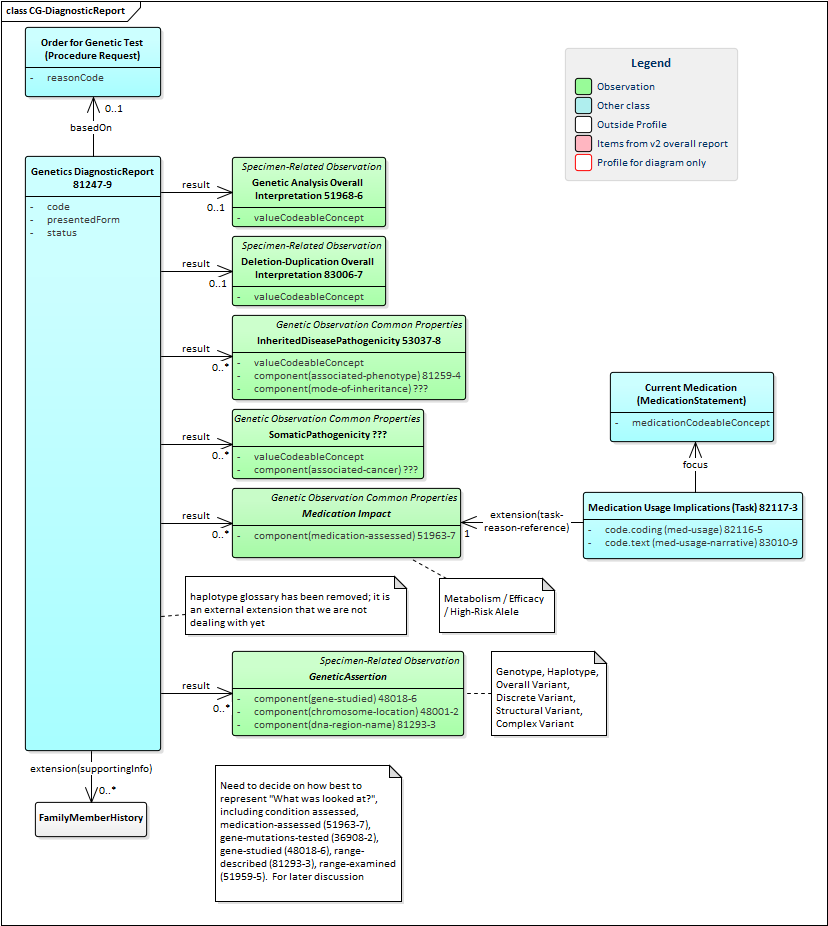 class CG-DiagnosticReport
Order for Genetic Test
(Procedure Request)
- reasonCode
0..1
basedOn
Legend
Observation
Other class
Outside Profile
Items from v2 overall report
Profile for diagram only
Genetics DiagnosticReport
81247-9
- code
- presentedForm
- status
result
0..1
Specimen-Related Observation
Genetic Analysis Overall
Interpretation 51968-6
- valueCodeableConcept
result
0..1
Specimen-Related Observation
Deletion-Duplication Overall
Interpretation 83006-7
- valueCodeableConcept
result
0..*
Genetic Observation Common Properties
InheritedDiseasePathogenicity 53037-8
- valueCodeableConcept
- component(associated-phenotype) 81259-4
- component(mode-of-inheritance) ???
result
0..*
Genetic Observation Common Properties
SomaticPathogenicity ???
- valueCodeableConcept
- component(associated-cancer) ???
Current Medication
(MedicationStatement)
- medicationCodeableConcept
focus
result
0..*
Genetic Observation Common Properties
Medication Impact
- component(medication-assessed) 51963-7
extension(task-
reason-reference)
1
Medication Usage Implications (Task) 82117-3
- code.coding (med-usage) 82116-5
- code.text (med-usage-narrative) 83010-9
haplotype glossary has been removed; it is
an external extension that we are not
dealing with yet
Metabolism / Efficacy
/ High-Risk Alele
result
0..*
Specimen-Related Observation
GeneticAssertion
- component(gene-studied) 48018-6
- component(chromosome-location) 48001-2
- component(dna-region-name) 81293-3
Genotype, Haplotype,
Overall Variant,
Discrete Variant,
Structural Variant,
Complex Variant
extension(supportingInfo)
0..*
FamilyMemberHistory
Need to decide on how best to
represent "What was looked at?",
including condition assessed,
medication-assessed (51963-7),
gene-mutations-tested (36908-2),
gene-studied (48018-6), range-
described (81293-3), range-examined
(51959-5). For later discussion